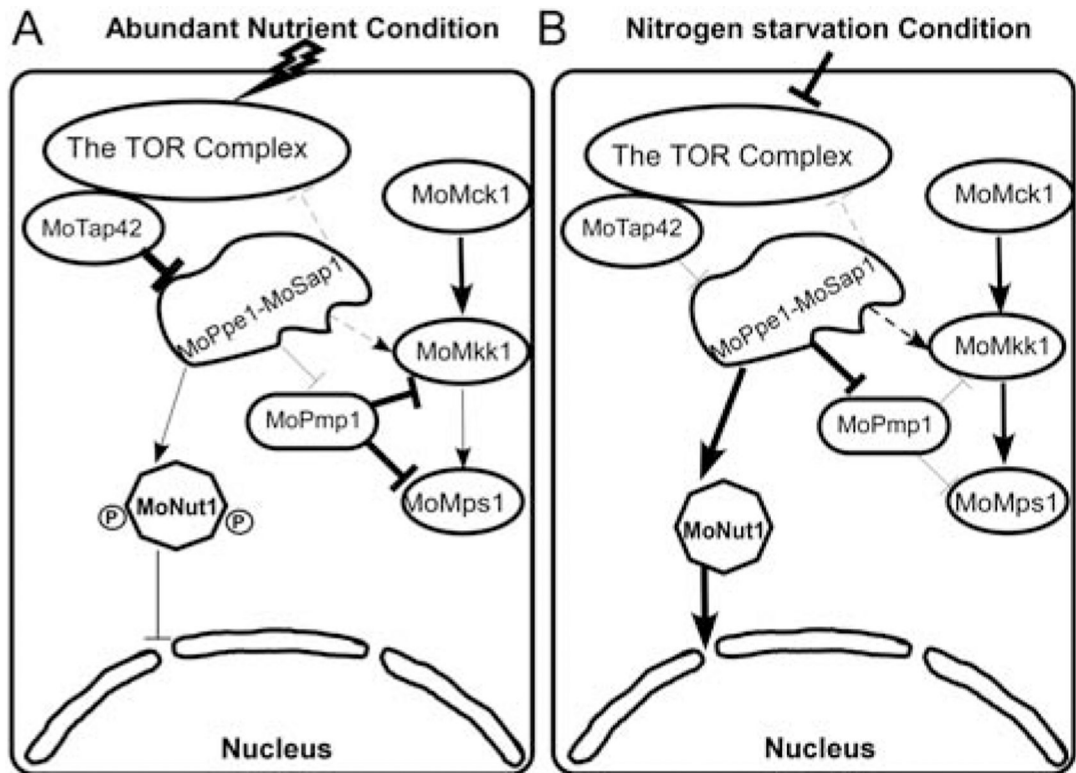 A Abundant Nutrient Condition
The TOR Complex
MoMck1
MoTap42
MoPpe1-MoSap1
MoMkk1
MoPmp1
MoMps1
MoNut1
P
P
Nucleus
B Nitrogen starvation Condition
The TOR Complex
MoMck1
MoTap42
MoPpe1-MoSap1
MoMkk1
MoPmp1
MoMps1
MoNut1
Nucleus